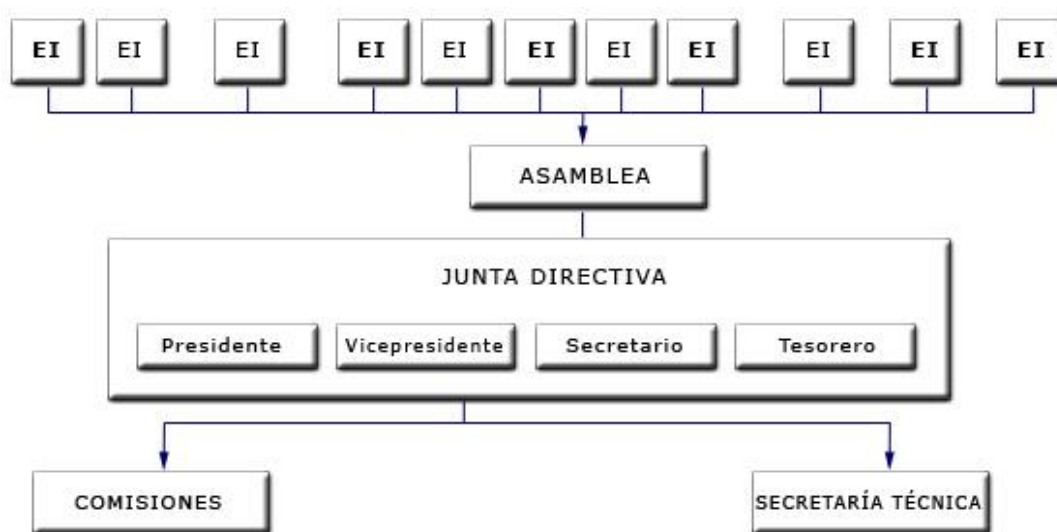 EI EI EI EI EI EI EI EI EI EI EI
ASAMBLEA
JUNTA DIRECTIVA
Presidente Vicepresidente Secretario Tesorero
COMISIONES SECRETARÍA TÉCNICA